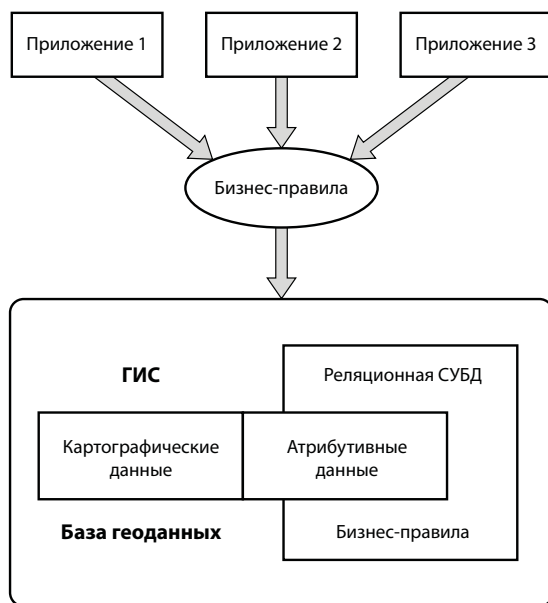 Приложение 1
Приложение 2
Приложение 3
Бизнес-правила
ГИС
Реляционная СУБД
Картографические
данные
Атрибутивные
данные
База геоданных
Бизнес-правила